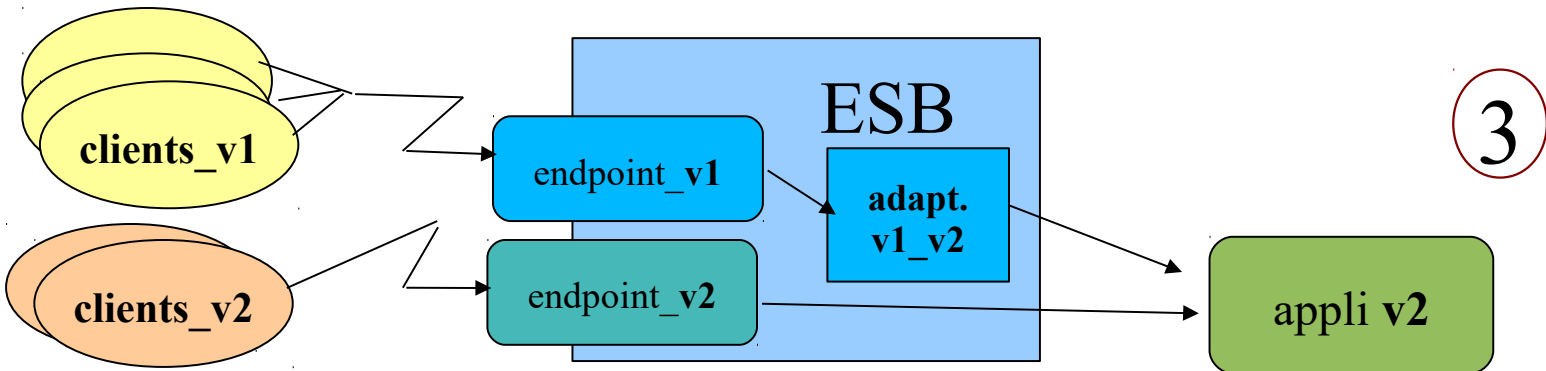 ESB
3
clients_v1
endpoint_v1
adapt.
v1_v2
clients_v2
endpoint_v2
appli v2